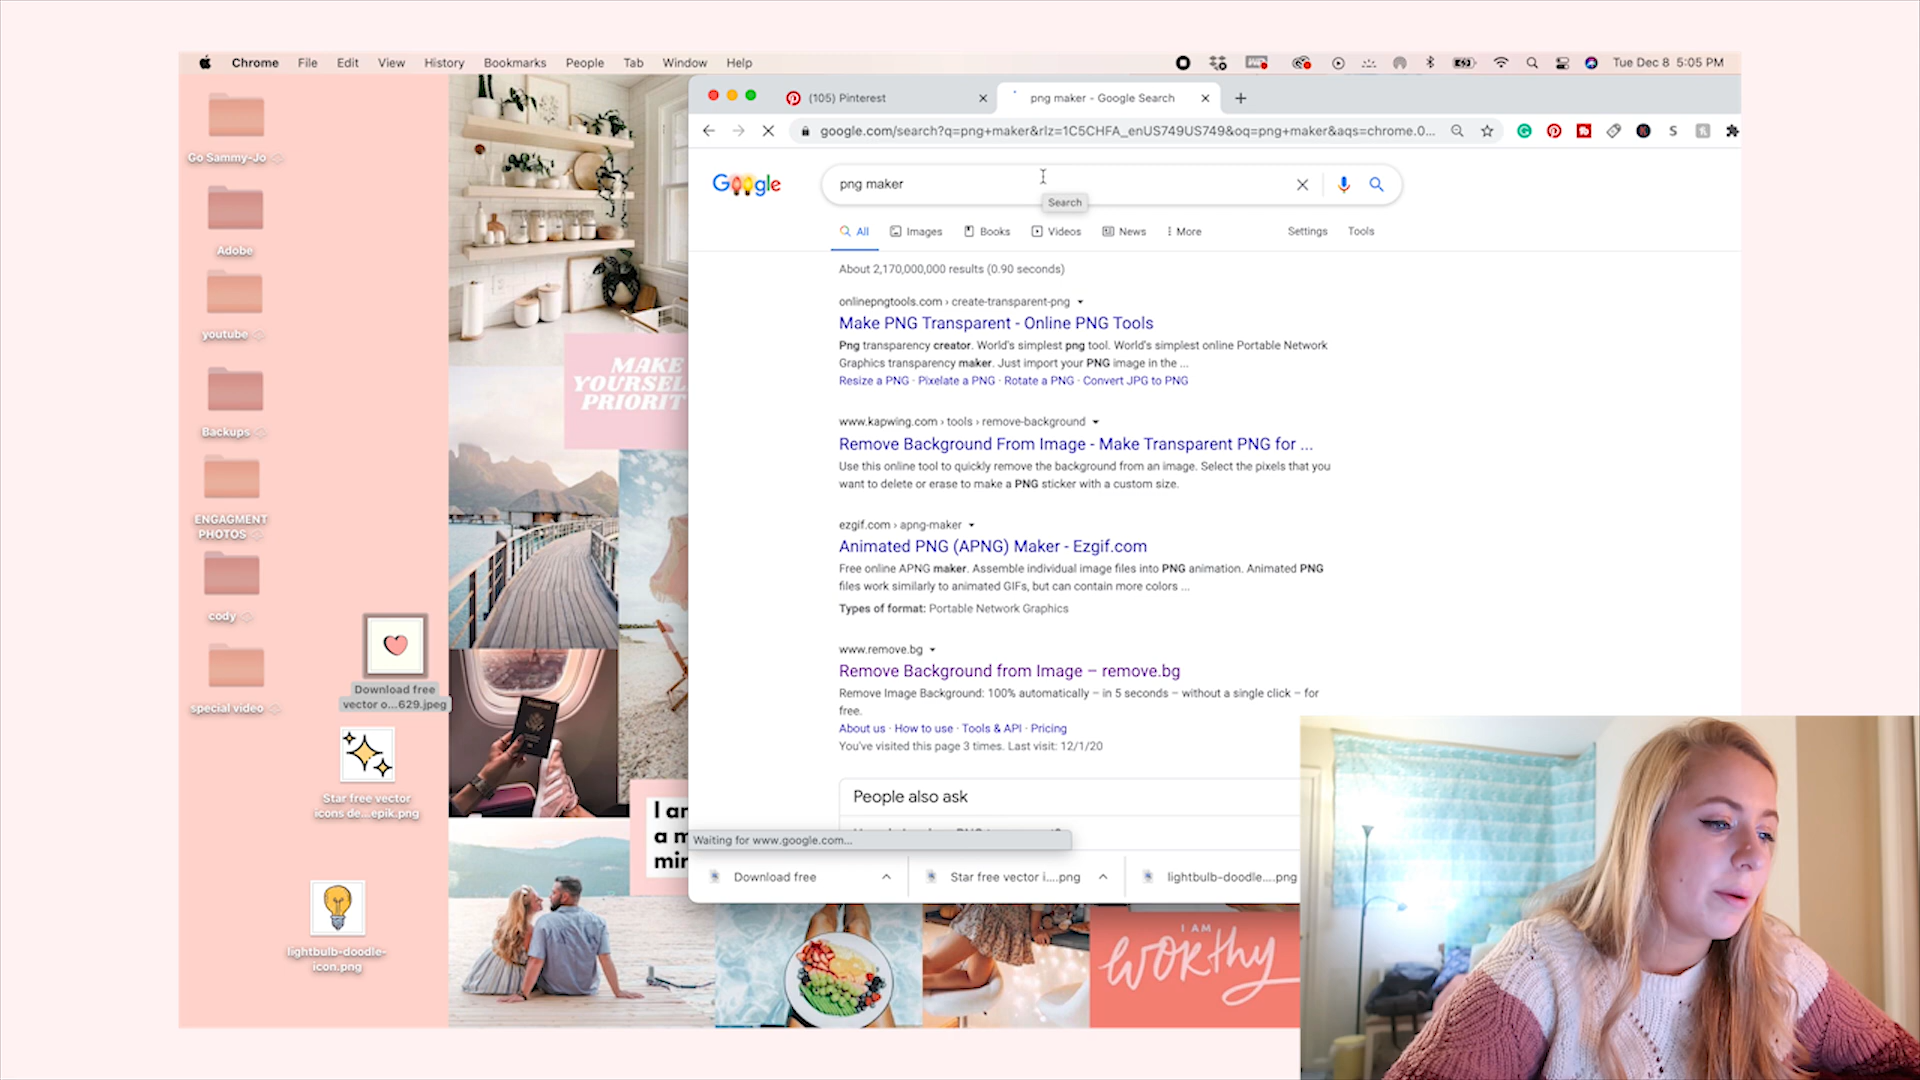 Chrome File Edit View History Bookmarks People Tab Window Help
Tue Dec 8 5:05 PM
(105) Pinterest
png maker - Google Search
google.com/search?q=png+maker&rlz=1C5CHFA_enUS749US749&oq=png+maker&aqs=chrome.0...
Google
png maker
Search
All Images Books Videos News More Settings Tools
About 2,170,000,000 results (0.90 seconds)
onlinepngtools.com › create-transparent-png
Make PNG Transparent - Online PNG Tools
Png transparency creator. World's simplest png tool. World's simplest online Portable Network
Graphics transparency maker. Just import your PNG image in the ...
Resize a PNG · Pixelate a PNG · Rotate a PNG · Convert JPG to PNG
www.kapwing.com › tools › remove-background
Remove Background From Image - Make Transparent PNG for ...
Use this online tool to quickly remove the background from an image. Select the pixels that you
want to delete or erase to make a PNG sticker with a custom size.
ezgif.com › apng-maker
Animated PNG (APNG) Maker - Ezgif.com
Free online APNG maker. Assemble individual image files into PNG animation. Animated PNG
files work similarly to animated GIFs, but can contain more colors ...
Types of format: Portable Network Graphics
www.remove.bg
Remove Background from Image – remove.bg
Remove Image Background: 100% automatically – in 5 seconds – without a single click – for
free.
About us · How to use · Tools & API · Pricing
You've visited this page 3 times. Last visit: 12/1/20
People also ask
Waiting for www.google.com...
Download free
Star free vector i....png
lightbulb-doodle....png
Go Sammy-Jo
Adobe
youtube
Backups
ENGAGMENT
PHOTOS
cody
special video
Download free
vector o...629.jpeg
Star free vector
icons de...epik.png
lightbulb-doodle-
icon.png
MAKE
YOURSEL
PRIORIT
I ar
a m
mir
I AM
worthy